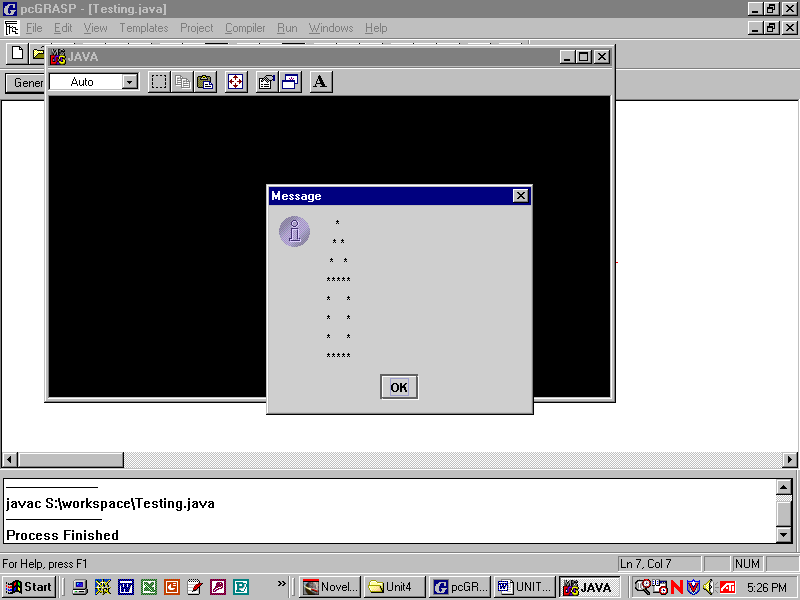 pcGRASP - [Testing.java]
File Edit View Templates Project Compiler Run Windows Help
JAVA
Gener
Auto
A
Message
*
* *
*  *
*****
*   *
*   *
*   *
*****
OK
javac S:\workspace\Testing.java
Process Finished
For Help, press F1
Ln 7, Col 7
NUM
Start
Novel...
Unit4
pcGR...
UNIT...
JAVA
5:26 PM